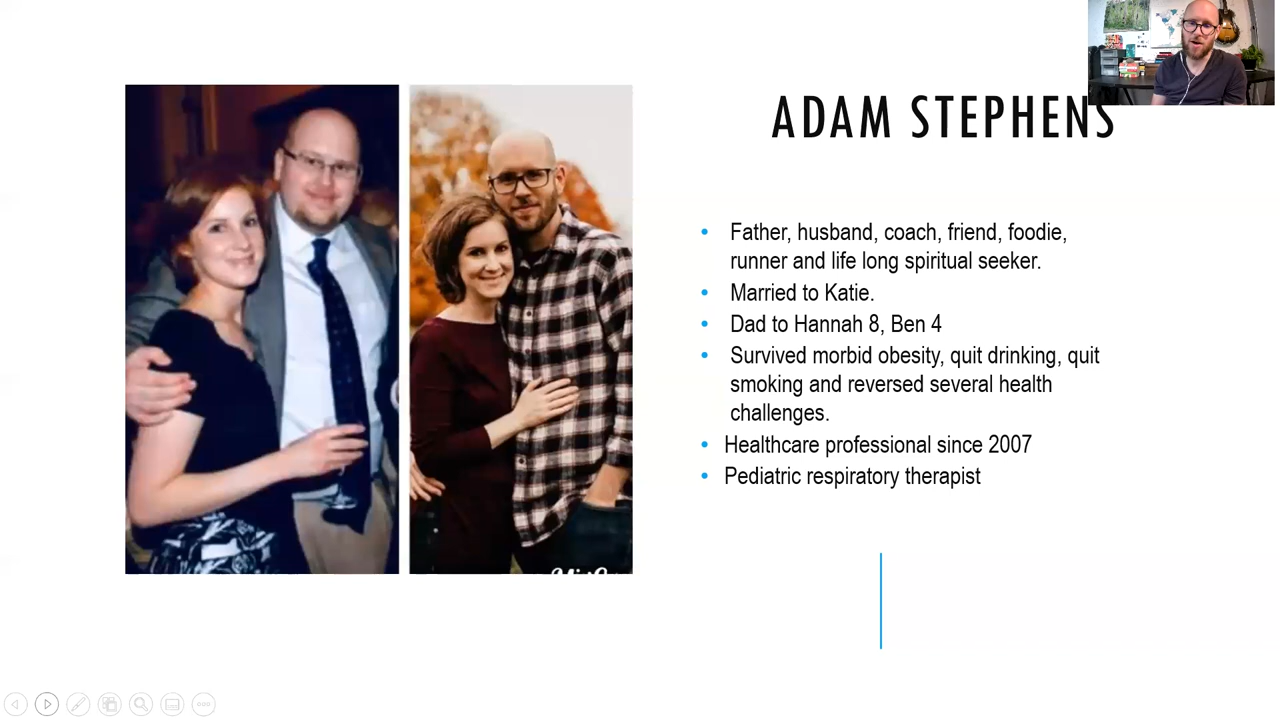 ADAM STEPHENS
Father, husband, coach, friend, foodie,
runner and life long spiritual seeker.
Married to Katie.
Dad to Hannah 8, Ben 4
Survived morbid obesity, quit drinking, quit
smoking and reversed several health
challenges.
Healthcare professional since 2007
Pediatric respiratory therapist